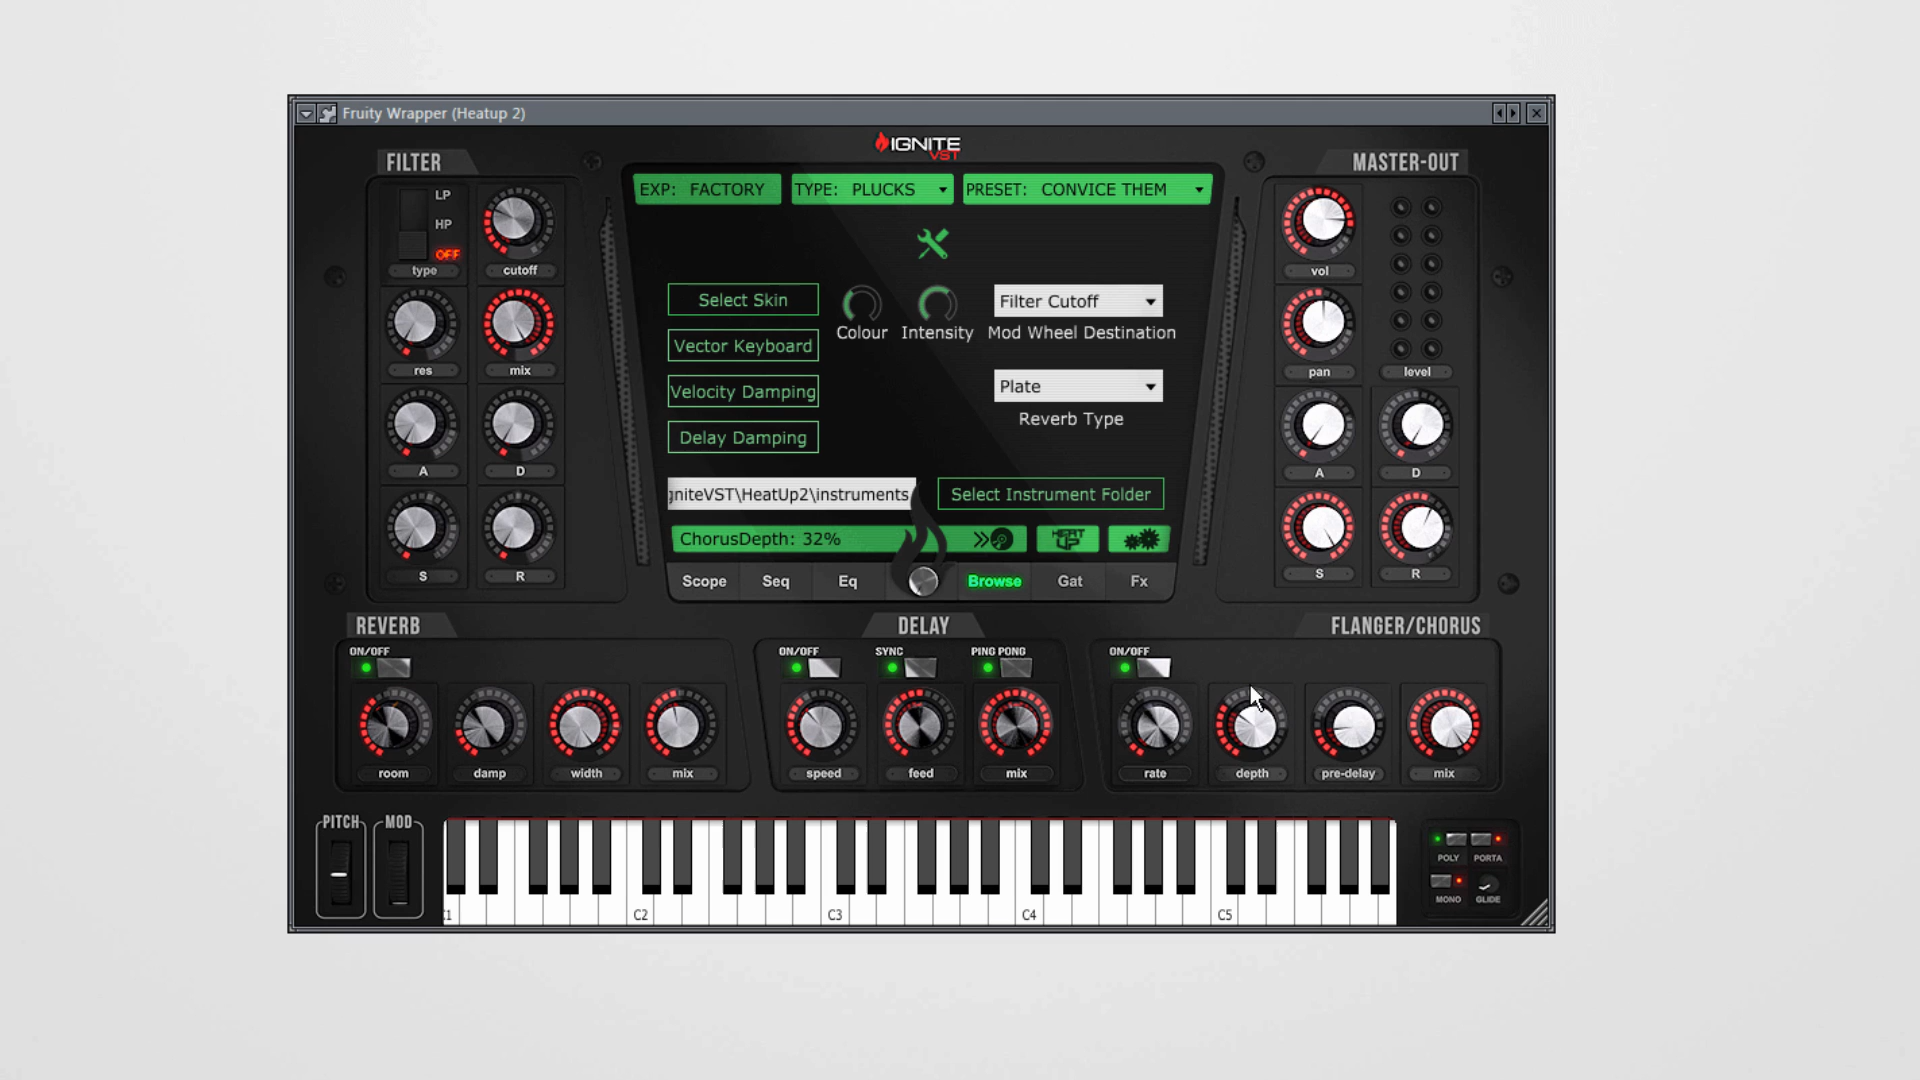 Fruity Wrapper (Heatup 2)
IGNITE
VST
FILTER
MASTER-OUT
EXP: FACTORY
TYPE: PLUCKS
PRESET: CONVICE THEM
LP
HP
OFF
type
cutoff
res
mix
A
D
S
R
Select Skin
Vector Keyboard
Velocity Damping
Delay Damping
Colour
Intensity
Filter Cutoff
Mod Wheel Destination
Plate
Reverb Type
gniteVST\HeatUp2\instruments
Select Instrument Folder
ChorusDepth: 32%
HEAT UP
Scope
Seq
Eq
Browse
Gat
Fx
vol
pan
level
A
D
S
R
REVERB
ON/OFF
room
damp
width
mix
DELAY
ON/OFF
SYNC
PING PONG
speed
feed
mix
FLANGER/CHORUS
ON/OFF
rate
depth
pre-delay
mix
PITCH
MOD
C2
C3
C4
C5
POLY
PORTA
MONO
GLIDE